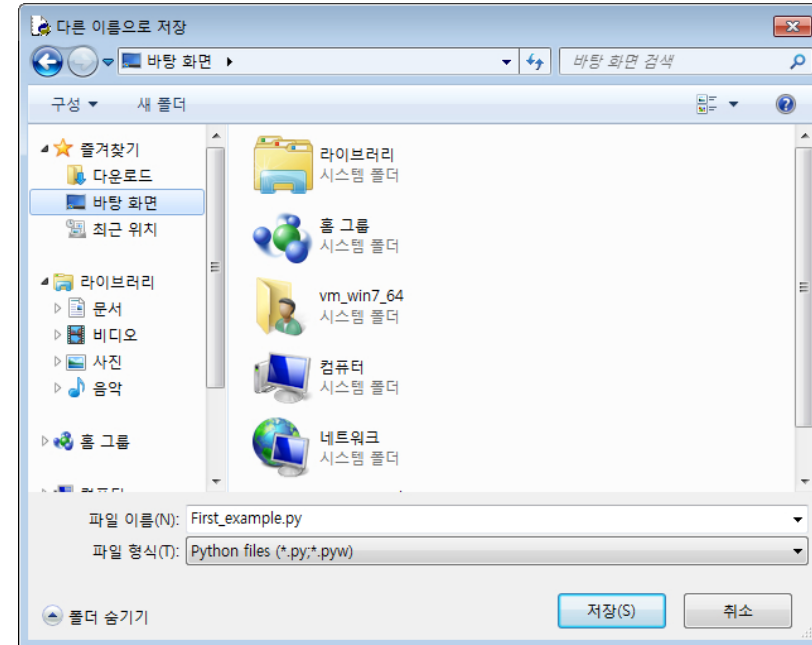 다른 이름으로 저장
바탕 화면
바탕 화면 검색
구성
새 폴더
즐겨찾기
다운로드
바탕 화면
최근 위치
라이브러리
문서
비디오
사진
음악
홈 그룹
라이브러리
시스템 폴더
홈 그룹
시스템 폴더
vm_win7_64
시스템 폴더
컴퓨터
시스템 폴더
네트워크
시스템 폴더
파일 이름(N): First_example.py
파일 형식(T): Python files (*.py;*.pyw)
폴더 숨기기
저장(S)
취소